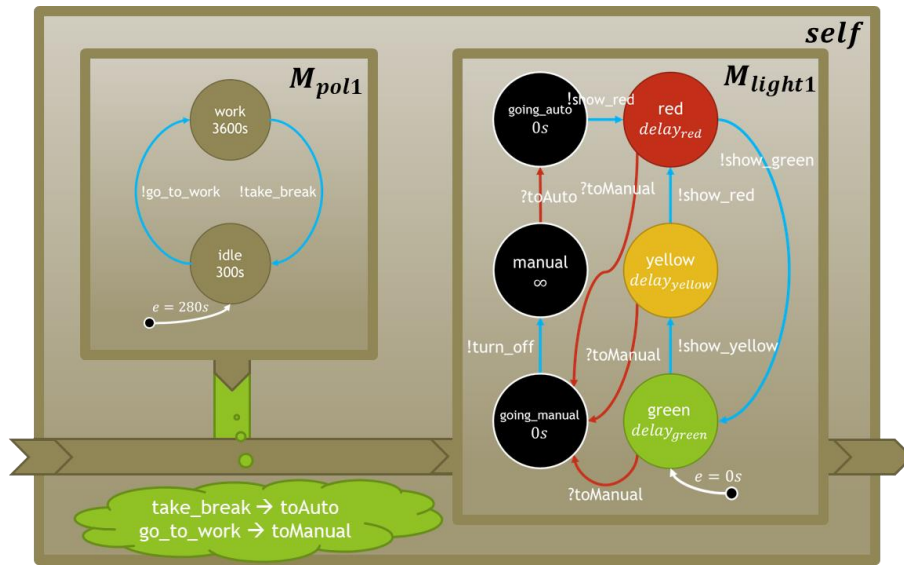 self
M_pol1
work
3600s
!go_to_work
!take_break
idle
300s
e = 280s
M_light1
going_auto
0s
!show_red
red
delay_red
!show_green
?toAuto
?toManual
!show_red
manual
∞
yellow
delay_yellow
!turn_off
?toManual
!show_yellow
going_manual
0s
green
delay_green
?toManual
e = 0s
take_break → toAuto
go_to_work → toManual